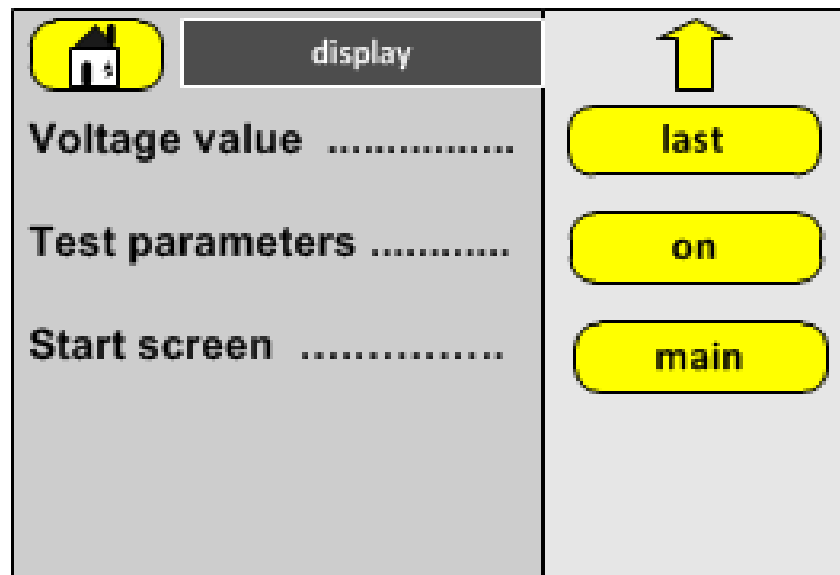 display
Voltage value ................ last
Test parameters ............ on
Start screen ............... main